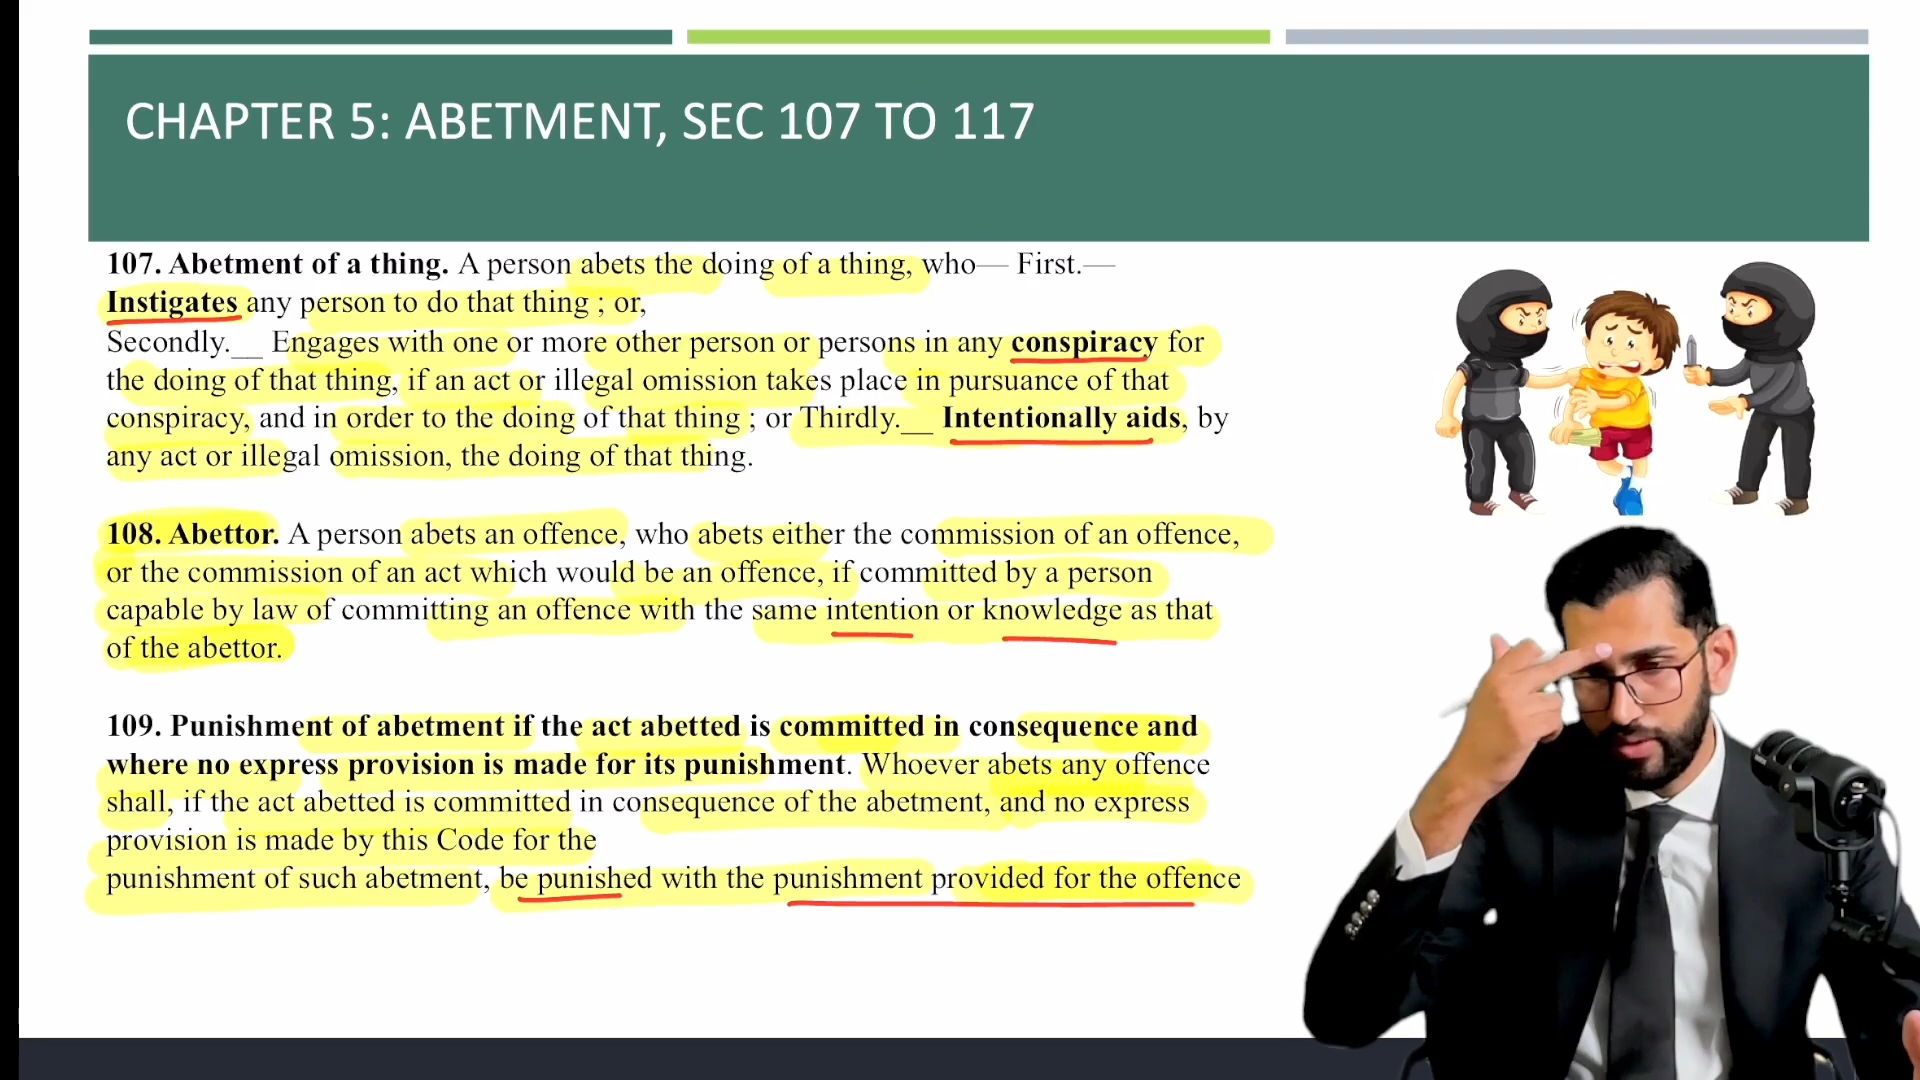 CHAPTER 5: ABETMENT, SEC 107 TO 117
107. Abetment of a thing. A person abets the doing of a thing, who— First.—
Instigates any person to do that thing ; or,
Secondly.__ Engages with one or more other person or persons in any conspiracy for
the doing of that thing, if an act or illegal omission takes place in pursuance of that
conspiracy, and in order to the doing of that thing ; or Thirdly.__ Intentionally aids, by
any act or illegal omission, the doing of that thing.
108. Abettor. A person abets an offence, who abets either the commission of an offence,
or the commission of an act which would be an offence, if committed by a person
capable by law of committing an offence with the same intention or knowledge as that
of the abettor.
109. Punishment of abetment if the act abetted is committed in consequence and
where no express provision is made for its punishment. Whoever abets any offence
shall, if the act abetted is committed in consequence of the abetment, and no express
provision is made by this Code for the
punishment of such abetment, be punished with the punishment provided for the offence